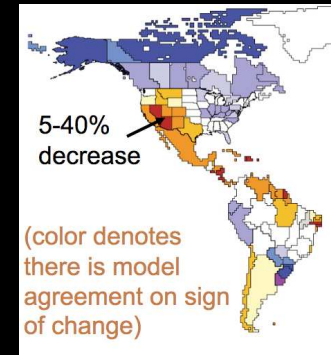 5-40%
decrease
(color denotes
there is model
agreement on sign
of change)